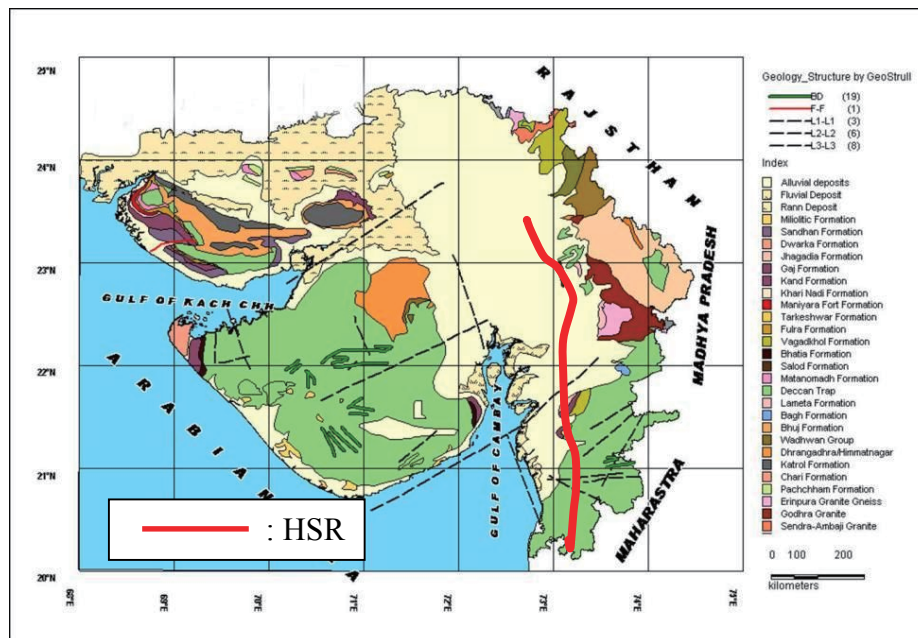 25°N
24°N
23°N
22°N
21°N
20°N
69°E
70°E
71°E
72°E
73°E
74°E
75°E
RAJSTHAN
MADHYA PRADESH
MAHARASTRA
GULF OF KACHCHH
GULF OF CAMBAY
ARABIAN
A
: HSR
Geology_Structure by GeoStrull
BD (19)
F-F (1)
L1-L1 (3)
L2-L2 (6)
L3-L3 (8)
Index
Alluvial deposits
Fluvial Deposit
Rann Deposit
Miliolitic Formation
Sandhan Formation
Dwarka Formation
Jhagadia Formation
Gaj Formation
Kand Formation
Khari Nadi Formation
Maniyara Fort Formation
Tarkeshwar Formation
Fulra Formation
Vagadkhol Formation
Bhatia Formation
Salod Formation
Matanomadh Formation
Deccan Trap
Lameta Formation
Bagh Formation
Bhuj Formation
Wadhwan Group
Dhrangadhra/Himmatnagar
Katrol Formation
Chari Formation
Pachchham Formation
Erinpura Granite Gneiss
Godhra Granite
Sendra-Ambaji Granite
0 100 200
kilometers